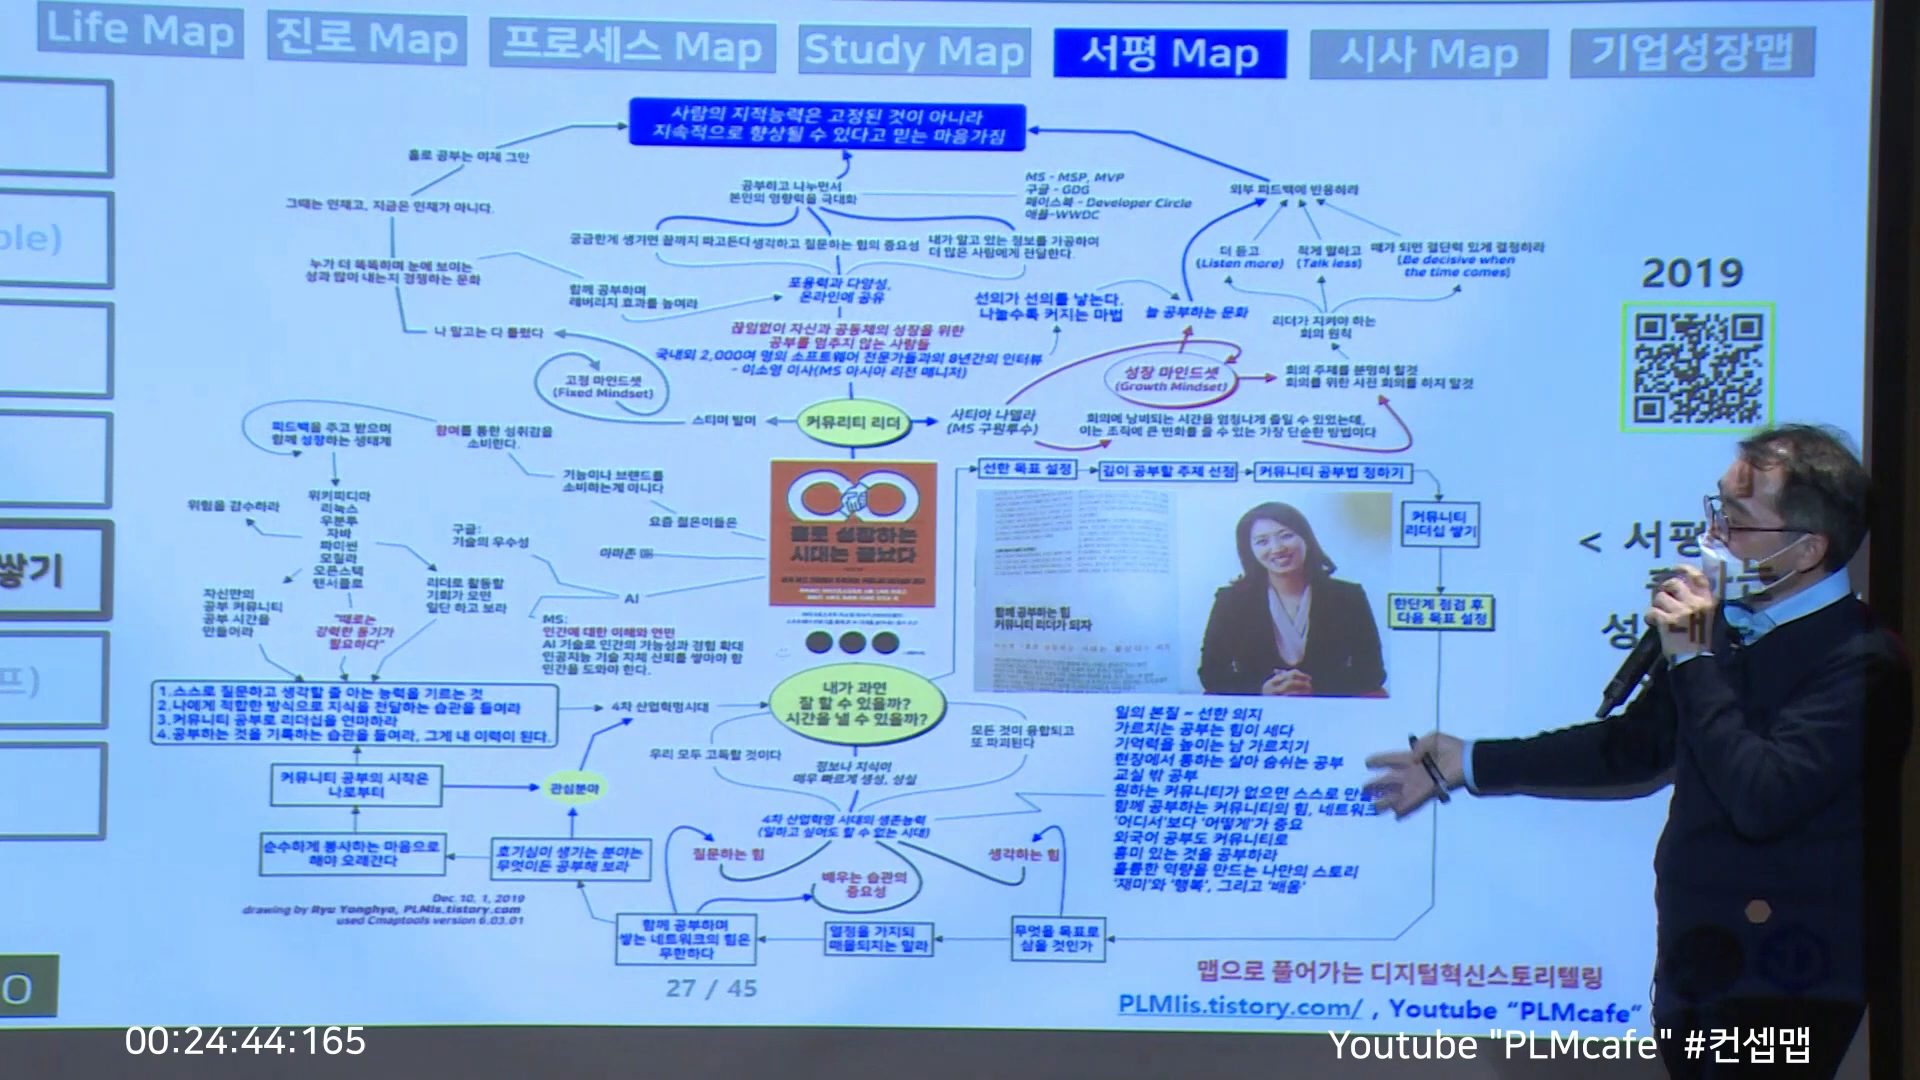 Life Map
진로 Map
프로세스 Map
Study Map
서평 Map
시사 Map
기업성장맵
사람의 지적능력은 고정된 것이 아니라
지속적으로 향상될 수 있다고 믿는 마음가짐
홀로 공부는 이제 그만
그때는 인재고, 지금은 인재가 아니다.
누가 더 똑똑하며 눈에 보이는
성과 많이 내는지 경쟁하는 문화
나 말고는 다 틀렸다
공부하고 나누면서
본인의 영향력을 극대화
MS - MSP, MVP
구글 - GDG
페이스북 - Developer Circle
애플-WWDC
궁금한게 생기면 끝까지 파고든다
생각하고 질문하는 힘의 중요성
내가 알고 있는 정보를 가공하여
더 많은 사람에게 전달한다.
함께 공부하며
레버리지 효과를 높여라
포용력과 다양성,
온라인에 공유
선의가 선의를 낳는다.
나눌수록 커지는 마법
늘 공부하는 문화
외부 피드백에 반응하라
더 듣고
(Listen more)
적게 말하고
(Talk less)
때가 되면 결단력 있게 결정하라
(Be decisive when
the time comes)
리더가 지켜야 하는
회의 원칙
끊임없이 자신과 공동체의 성장을 위한
공부를 멈추지 않는 사람들
국내외 2,000여 명의 소프트웨어 전문가들과의 8년간의 인터뷰
- 이소영 이사(MS 아시아 리전 매니저)
고정 마인드셋
(Fixed Mindset)
성장 마인드셋
(Growth Mindset)
회의 주제를 분명히 할것
회의를 위한 사전 회의를 하지 말것
스티머 발머
커뮤리티 리더
사티아 나델라
(MS 구원투수)
회의에 낭비되는 시간을 엄청나게 줄일 수 있었는데,
이는 조직에 큰 변화를 줄 수 있는 가장 단순한 방법이다
피드백을 주고 받으며
함께 성장하는 생태계
참여를 통한 성취감을
소비한다.
기능이나 브랜드를
소비하는게 아니다
요즘 젊은이들은
위험을 감수하라
위키피디아
리눅스
우분투
자바
파이썬
모질라
오픈스택
텐서플로
구글:
기술의 우수성
아마존
AI
자신만의
공부 커뮤니티
공부 시간을
만들어라
"때로는
강력한 동기가
필요하다"
리더로 활동할
기회가 오면
일단 하고 보라
MS:
인간에 대한 이해와 연민
AI 기술로 인간의 가능성과 경험 확대
인공지능 기술 자체 신뢰를 쌓아야 함
인간을 도와야 한다.
홀로 성장하는
시대는 끝났다
선한 목표 설정
깊이 공부할 주제 선정
커뮤니티 공부법 정하기
커뮤니티
리더십 쌓기
한단계 점검 후
다음 목표 설정
함께 공부하는 힘
커뮤니티 리더가 되자
1.스스로 질문하고 생각할 줄 아는 능력을 기르는 것
2.나에게 적합한 방식으로 지식을 전달하는 습관을 들여라
3.커뮤니티 공부로 리더십을 연마하라
4.공부하는 것을 기록하는 습관을 들여라, 그게 내 이력이 된다.
4차 산업혁명시대
내가 과연
잘 할 수 있을까?
시간을 낼 수 있을까?
우리 모두 고독할 것이다
정보나 지식이
매우 빠르게 생성, 상실
모든 것이 융합되고
또 파괴된다
커뮤니티 공부의 시작은
나로부터
관심분야
순수하게 봉사하는 마음으로
해야 오래간다
호기심이 생기는 분야는
무엇이든 공부해 보라
4차 산업혁명 시대의 생존능력
(일하고 싶어도 할 수 없는 시대)
질문하는 힘
배우는 습관의
중요성
생각하는 힘
함께 공부하며
쌓는 네트워크의 힘은
무한하다
열정을 가지되
매몰되지는 말라
무엇을 목표로
삼을 것인가
일의 본질 ~ 선한 의지
가르치는 공부는 힘이 세다
기억력을 높이는 남 가르치기
현장에서 통하는 살아 숨쉬는 공부
교실 밖 공부
원하는 커뮤니티가 없으면 스스로
함께 공부하는 커뮤니티의 힘, 네트워크
'어디서'보다 '어떻게'가 중요
외국어 공부도 커뮤니티로
흥미 있는 것을 공부하라
훌륭한 역량을 만드는 나만의 스토리
'재미'와 '행복', 그리고 '배움'
Dec. 10. 1, 2019
drawing by Ryu Yonghyo, PLMIs.tistory.com
used Cmaptools version 6.03.01
27 / 45
2019
< 서평
쌓기
맵으로 풀어가는 디지털혁신스토리텔링
PLMIis.tistory.com/ , Youtube "PLMcafe"
00:24:44:165
Youtube "PLMcafe" #컨셉맵